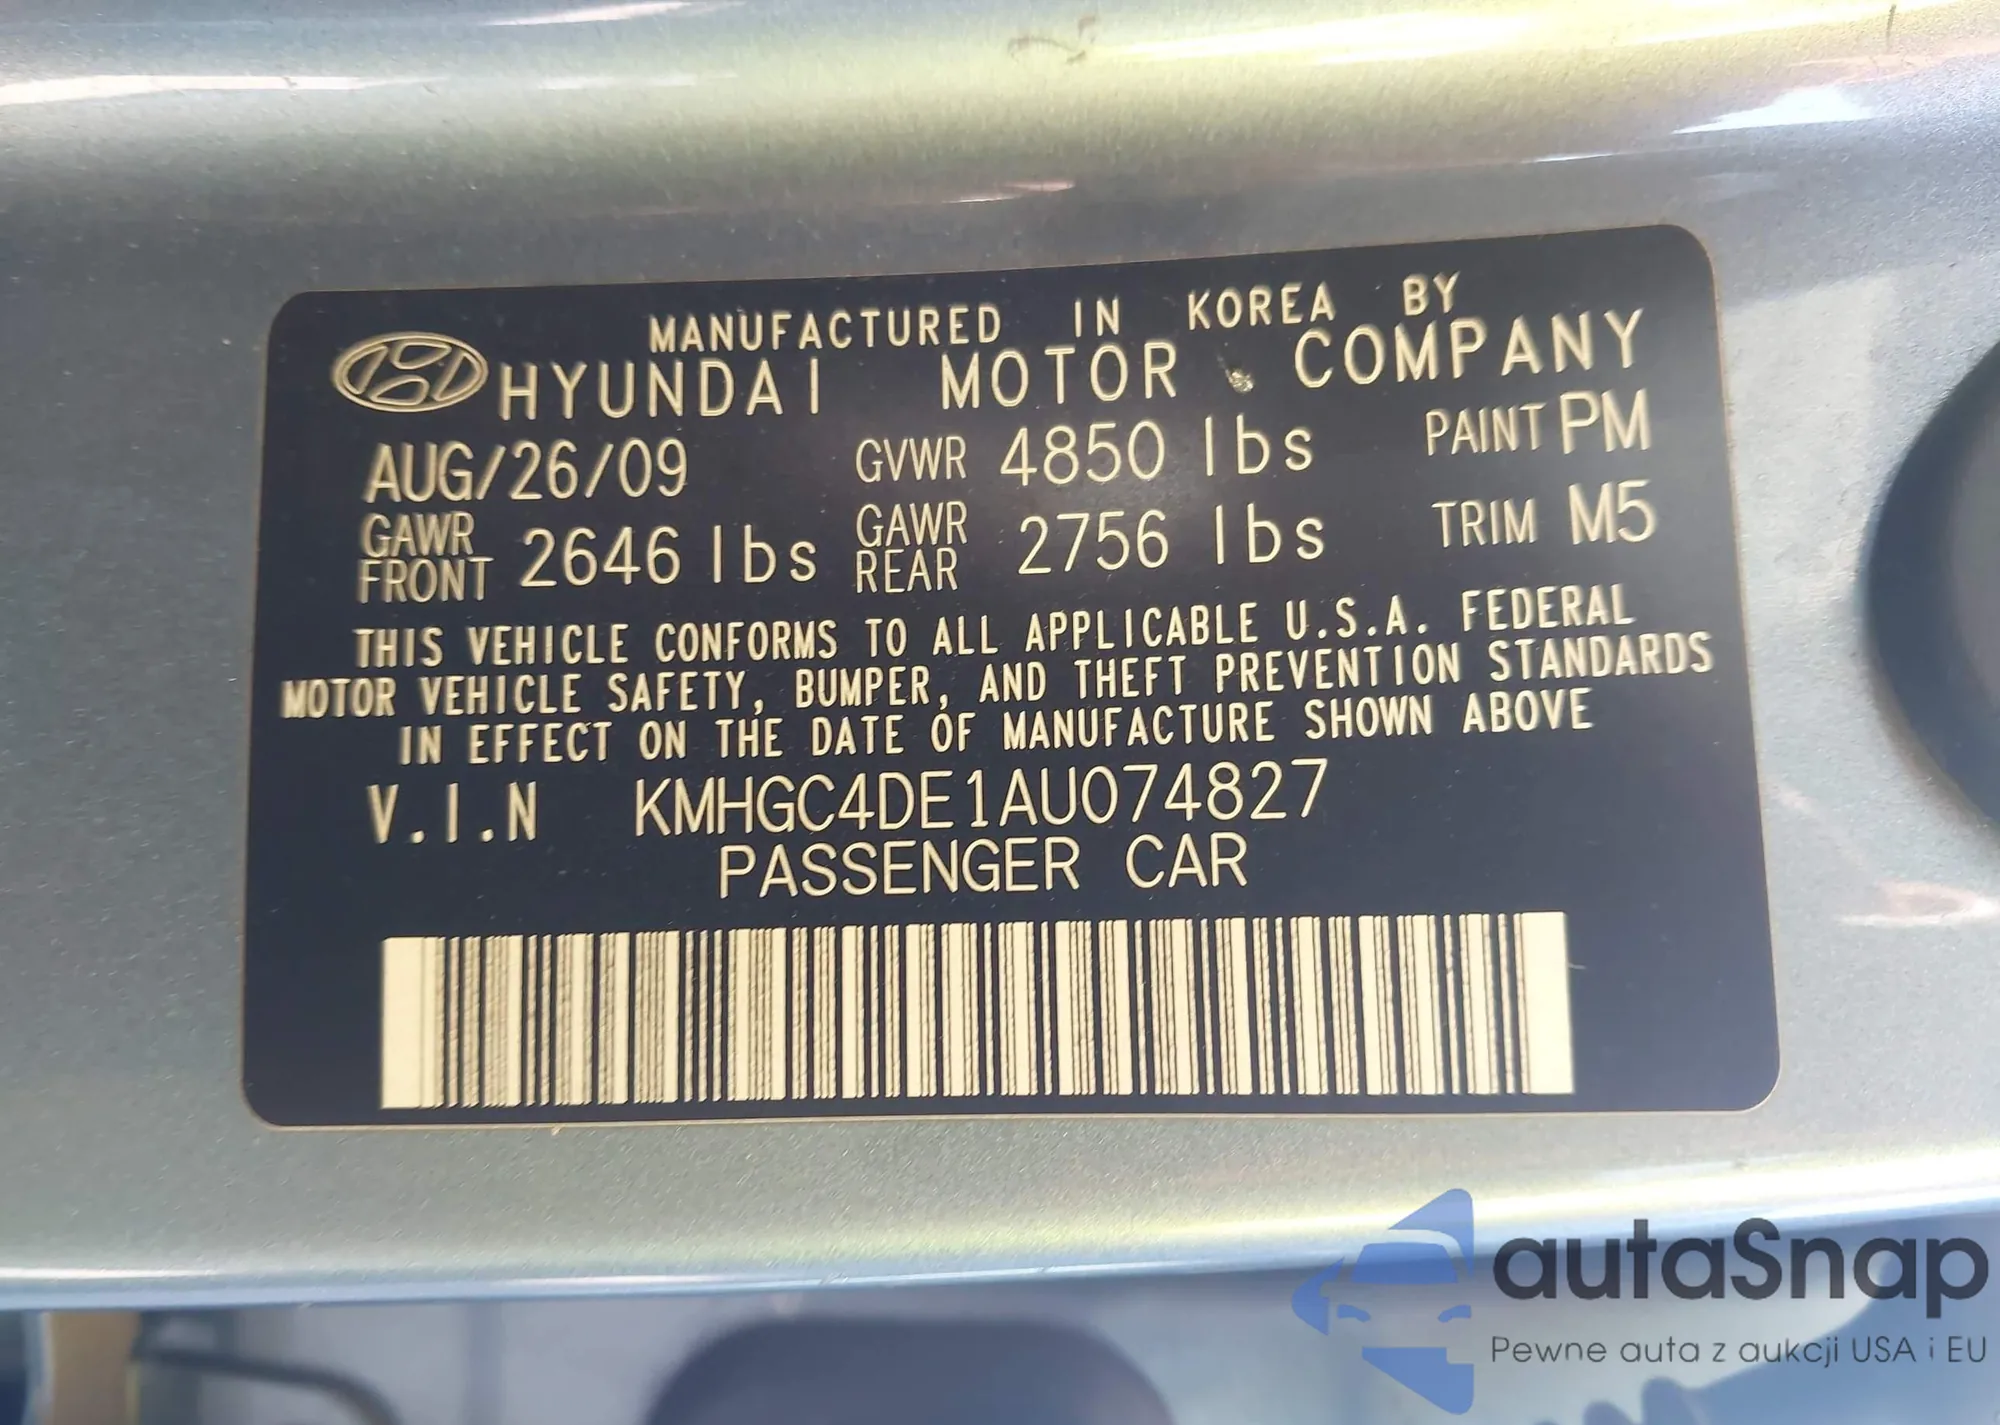 MANUFACTURED IN KOREA BY
HYUNDAI MOTOR COMPANY
AUG/26/09 GVWR 4850 lbs PAINT PM
GAWR FRONT 2646 lbs GAWR REAR 2756 lbs TRIM M5
THIS VEHICLE CONFORMS TO ALL APPLICABLE U.S.A. FEDERAL
MOTOR VEHICLE SAFETY, BUMPER, AND THEFT PREVENTION STANDARDS
IN EFFECT ON THE DATE OF MANUFACTURE SHOWN ABOVE
V.I.N KMHGC4DE1AU074827
PASSENGER CAR
autaSnap
Pewne auta z aukcji USA i EU